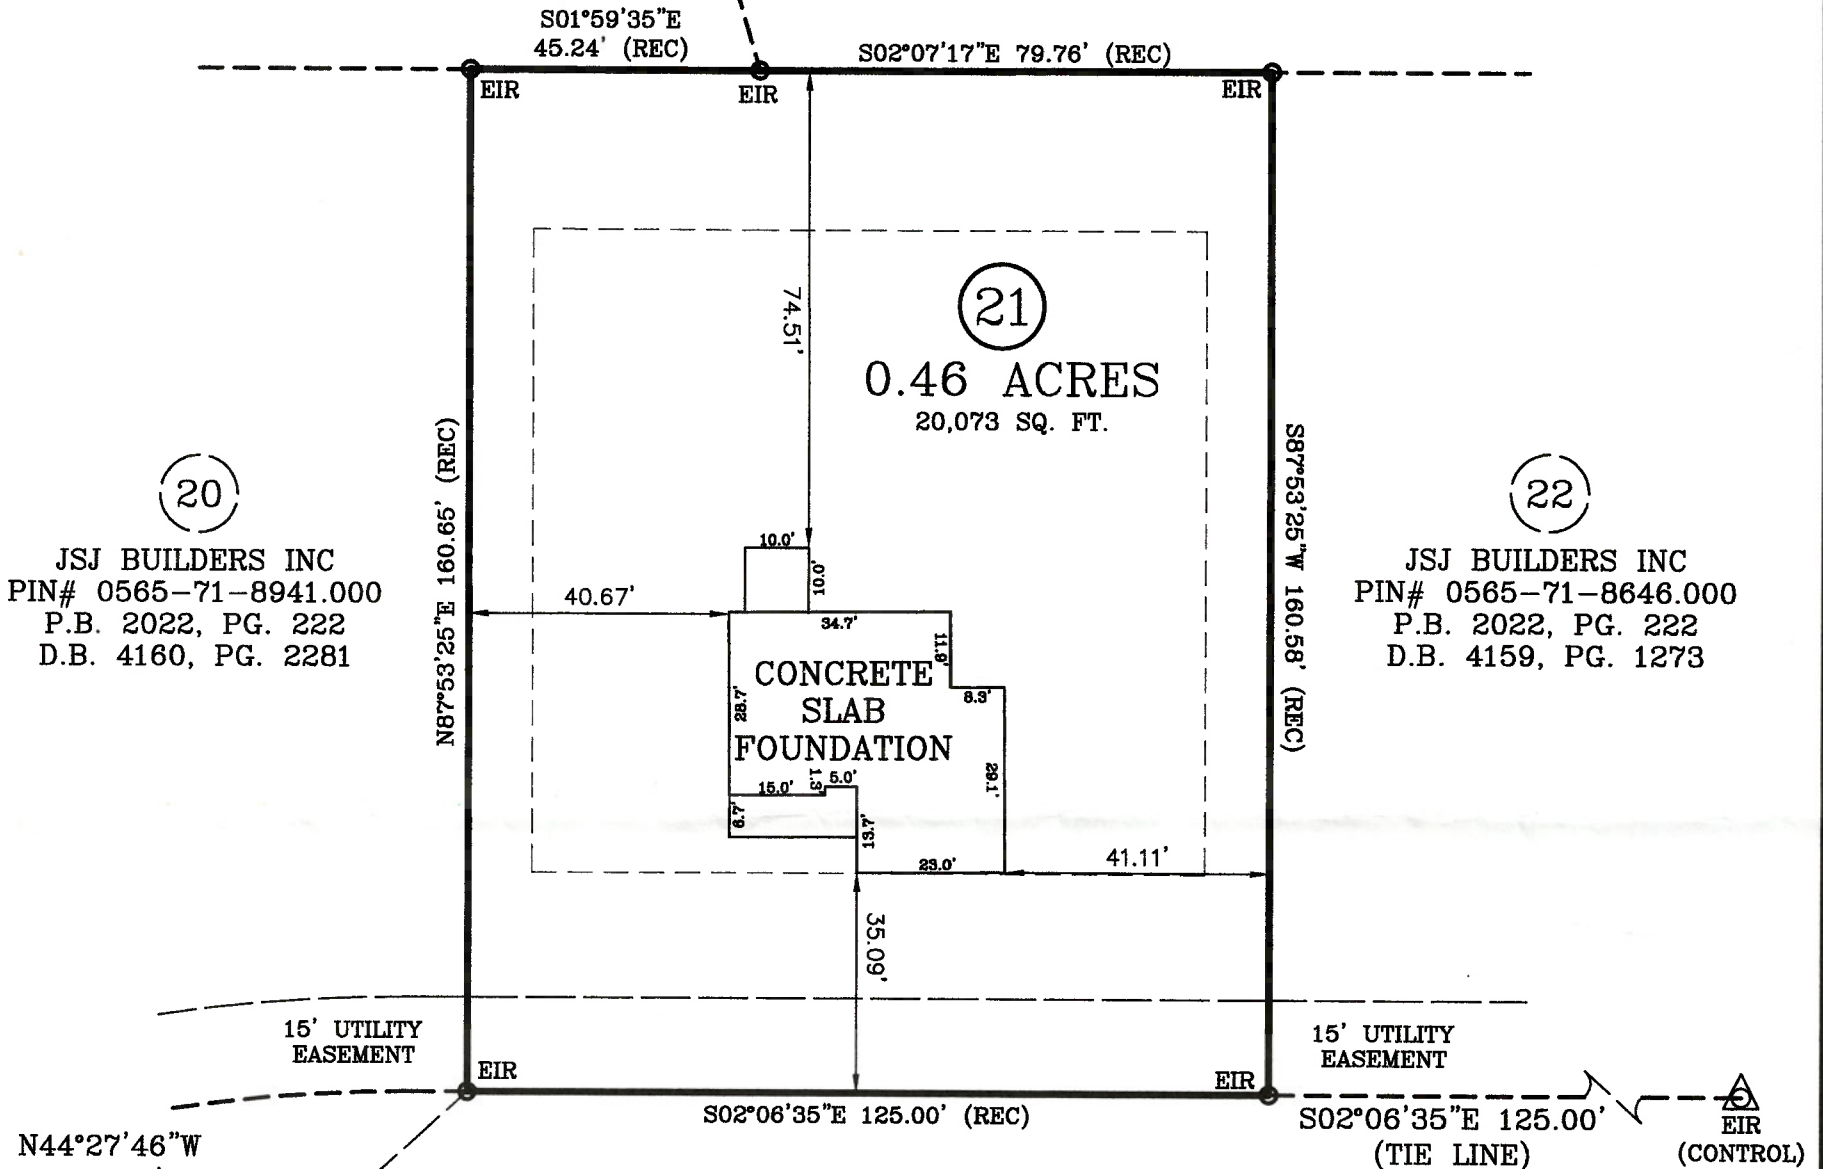 S01°59'35"E
45.24' (REC)
S02°07'17"E 79.76' (REC)
EIR
EIR
EIR
74.51'
21
0.46 ACRES
20,073 SQ. FT.
N87°53'25"E 160.65' (REC)
S87°53'25"W 160.58' (REC)
20
JSJ BUILDERS INC
PIN# 0565-71-8941.000
P.B. 2022, PG. 222
D.B. 4160, PG. 2281
22
JSJ BUILDERS INC
PIN# 0565-71-8646.000
P.B. 2022, PG. 222
D.B. 4159, PG. 1273
10.0'
10.0'
40.67'
34.7'
11.9'
8.3'
CONCRETE
SLAB
FOUNDATION
28.7'
29.1'
15.0'
1.3'
5.0'
6.7'
13.7'
23.0'
41.11'
35.09'
15' UTILITY
EASEMENT
15' UTILITY
EASEMENT
EIR
EIR
S02°06'35"E 125.00' (REC)
S02°06'35"E 125.00'
(TIE LINE)
EIR
(CONTROL)
N44°27'46"W